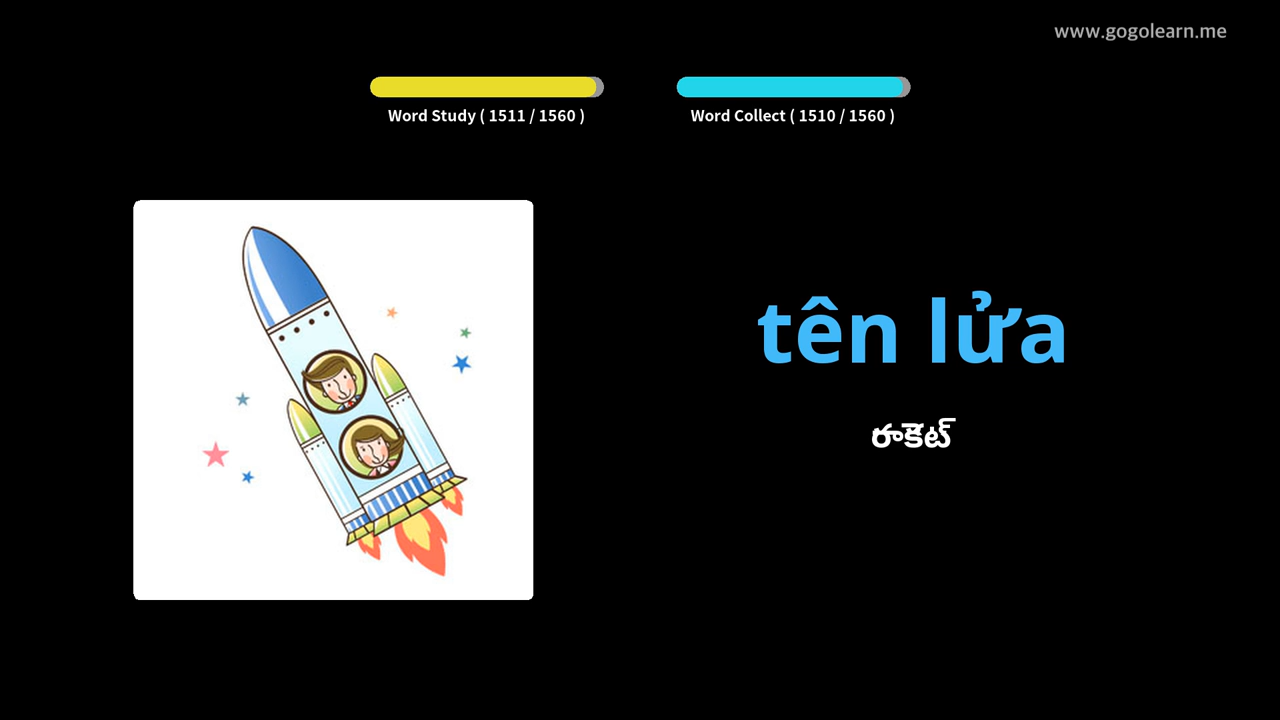 www.gogolearn.me
Word Study ( 1511 / 1560 )
Word Collect ( 1510 / 1560 )
tên lửa
రాకెట్